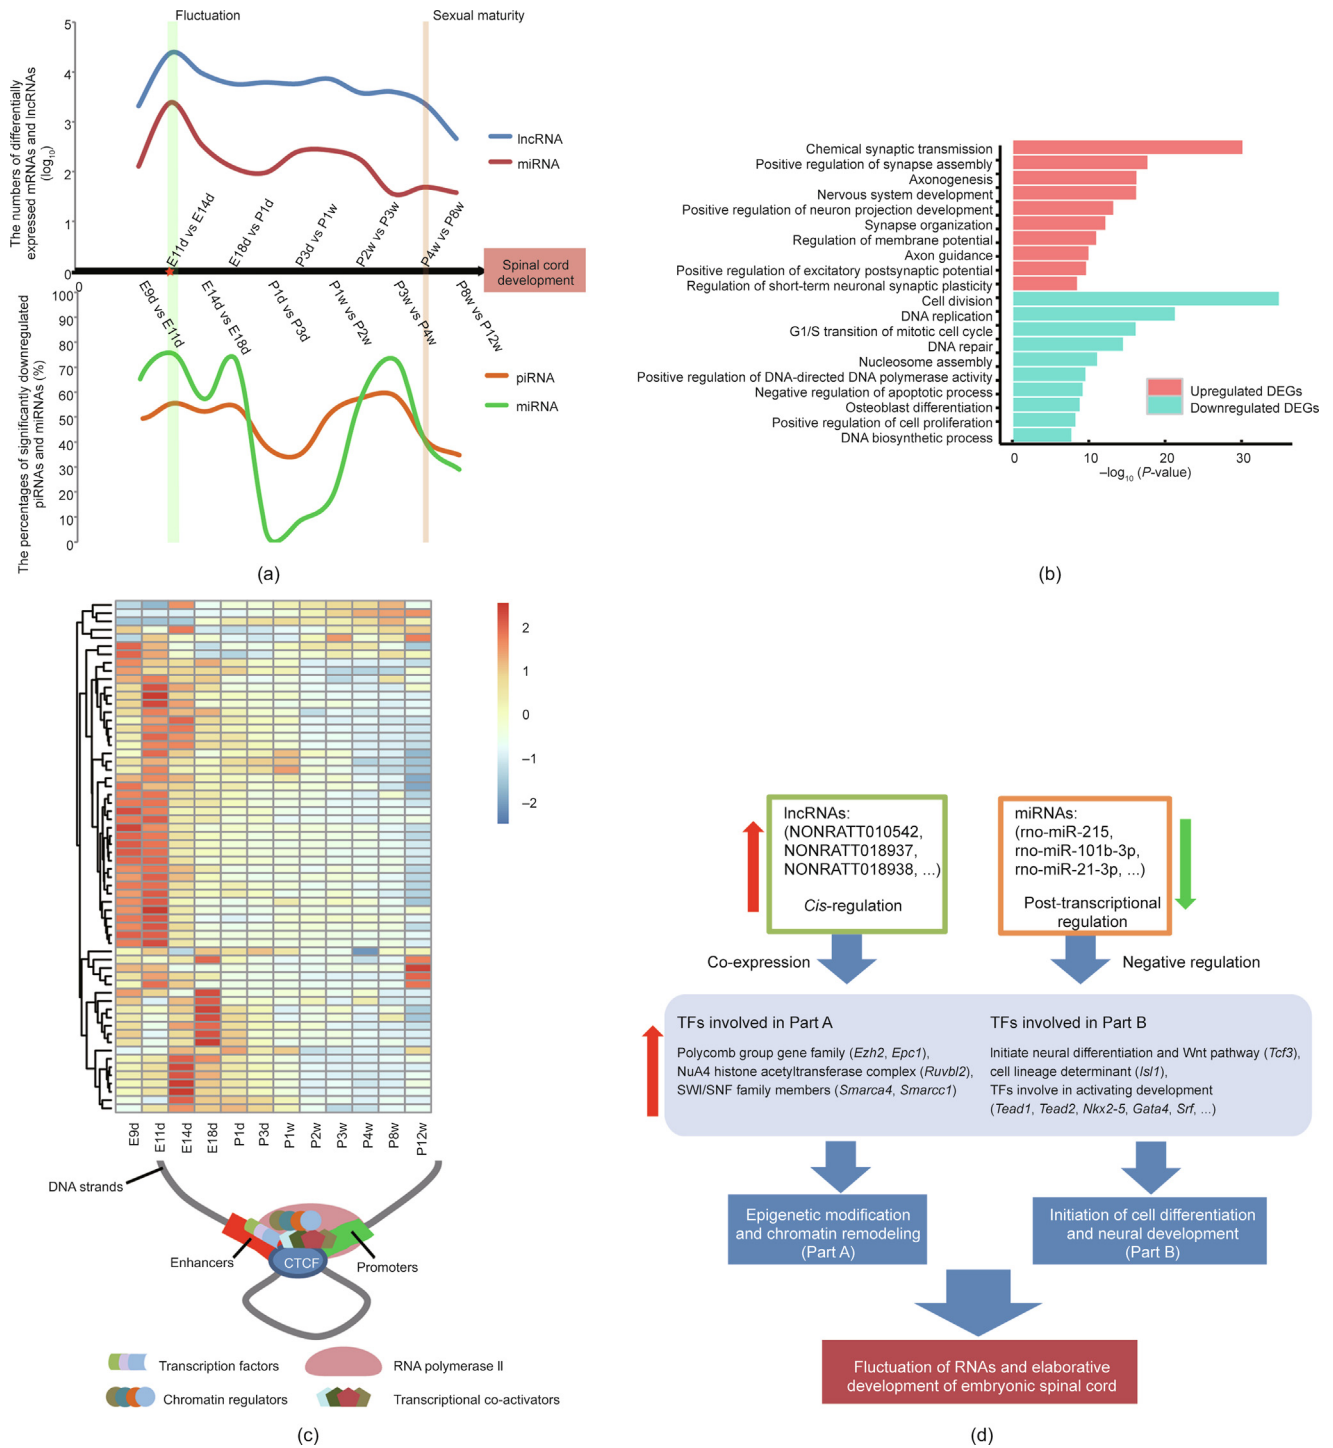 Fluctuation
Sexual maturity
The numbers of differentially
expressed mRNAs and lncRNAs
(log10)
5
4
3
2
1
0
lncRNA
miRNA
E11d vs E14d
E18d vs P1d
P3d vs P1w
P2w vs P3w
P4w vs P8w
Spinal cord
development
0
E9d vs E11d
E14d vs E18d
P1d vs P3d
P1w vs P2w
P3w vs P4w
P8w vs P12w
The percentages of significantly downregulated
piRNAs and miRNAs (%)
100
90
80
70
60
50
40
30
20
10
0
piRNA
miRNA
(a)
Chemical synaptic transmission
Positive regulation of synapse assembly
Axonogenesis
Nervous system development
Positive regulation of neuron projection development
Synapse organization
Regulation of membrane potential
Axon guidance
Positive regulation of excitatory postsynaptic potential
Regulation of short-term neuronal synaptic plasticity
Cell division
DNA replication
G1/S transition of mitotic cell cycle
DNA repair
Nucleosome assembly
Positive regulation of DNA-directed DNA polymerase activity
Negative regulation of apoptotic process
Osteoblast differentiation
Positive regulation of cell proliferation
DNA biosynthetic process
Upregulated DEGs
Downregulated DEGs
0 10 20 30
–log10 (P-value)
(b)
2
1
0
–1
–2
E9d E11d E14d E18d P1d P3d P1w P2w P3w P4w P8w P12w
DNA strands
Enhancers
CTCF
Promoters
Transcription factors
RNA polymerase II
Chromatin regulators
Transcriptional co-activators
(c)
lncRNAs:
(NONRATT010542,
NONRATT018937,
NONRATT018938, ...)
Cis-regulation
miRNAs:
(rno-miR-215,
rno-miR-101b-3p,
rno-miR-21-3p, ...)
Post-transcriptional
regulation
Co-expression
Negative regulation
TFs involved in Part A
Polycomb group gene family (Ezh2, Epc1),
NuA4 histone acetyltransferase complex (Ruvbl2),
SWI/SNF family members (Smarca4, Smarcc1)
TFs involved in Part B
Initiate neural differentiation and Wnt pathway (Tcf3),
cell lineage determinant (Isl1),
TFs involve in activating development
(Tead1, Tead2, Nkx2-5, Gata4, Srf, ...)
Epigenetic modification
and chromatin remodeling
(Part A)
Initiation of cell differentiation
and neural development
(Part B)
Fluctuation of RNAs and elaborative
development of embryonic spinal cord
(d)